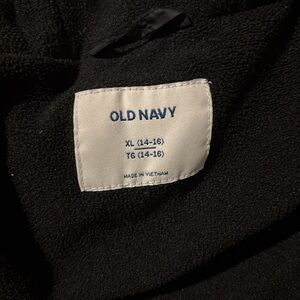 OLD NAVY
XL (14-16)
TG (14-16)
MADE IN VIETNAM